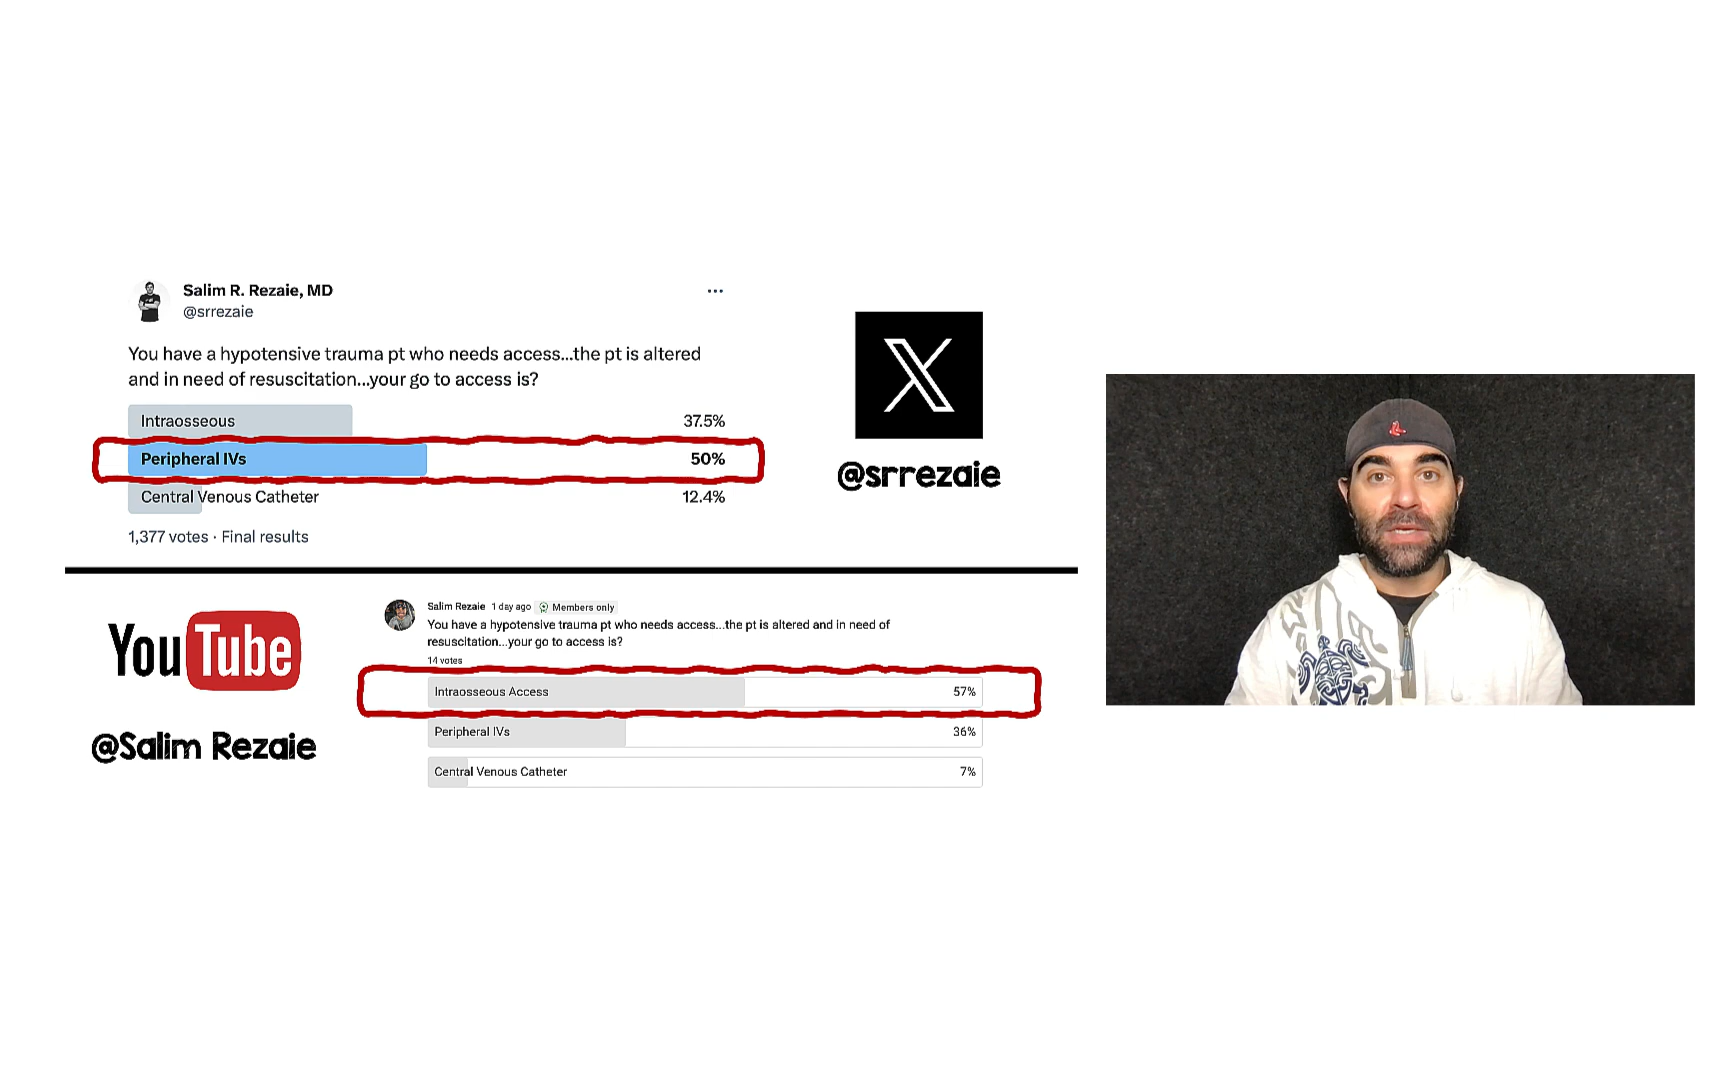 Salim R. Rezaie, MD
...
@srrezaie
You have a hypotensive trauma pt who needs access...the pt is altered
and in need of resuscitation...your go to access is?
Intraosseous 37.5%
Peripheral IVs 50%
Central Venous Catheter 12.4%
1,377 votes · Final results
X
@srrezaie
YouTube
@Salim Rezaie
Salim Rezaie 1 day ago Members only
You have a hypotensive trauma pt who needs access...the pt is altered and in need of
resuscitation...your go to access is?
14 votes
Intraosseous Access 57%
Peripheral IVs 36%
Central Venous Catheter 7%